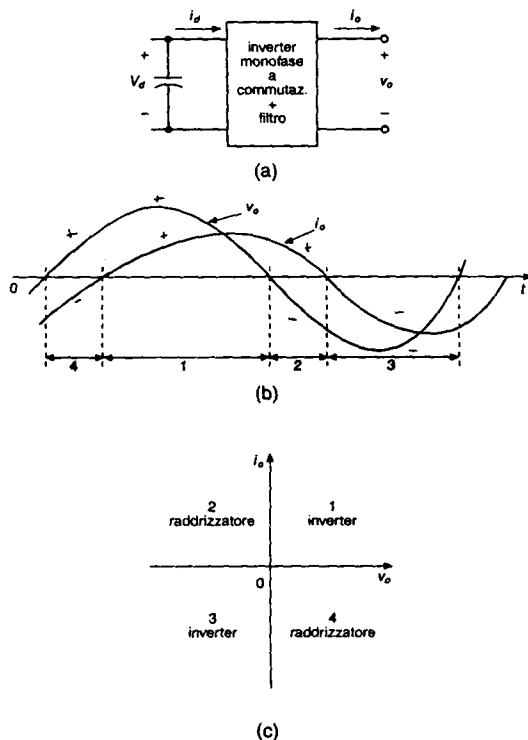 i_d
i_o
+
V_d
−
inverter
monofase
a
commutaz.
+
filtro
+
v_o
−
(a)
+
+
+
v_o
i_o
+
0
−
−
−
−
t
4
1
2
3
(b)
i_o
2
raddrizzatore
1
inverter
0
v_o
3
inverter
4
raddrizzatore
(c)